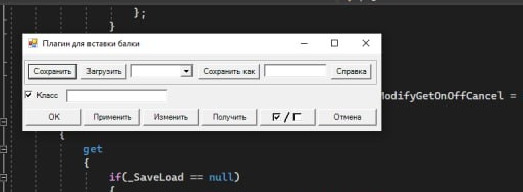 };
}
Плагин для вставки балки
Сохранить Загрузить Сохранить как Справка
Класс
ModifyGetOnOffCancel =
ОК Применить Изменить Получить / Отмена
{
get
{
if(_SaveLoad == null)
{